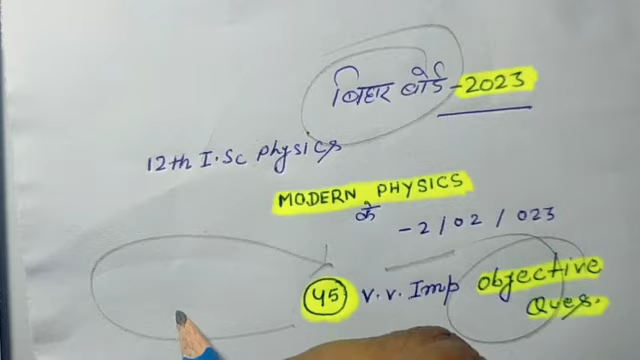 बिहार बोर्ड - 2023
12th I.Sc Physics
MODERN PHYSICS
के
- 2/02/023
45 V.V. Imp objective
Ques.